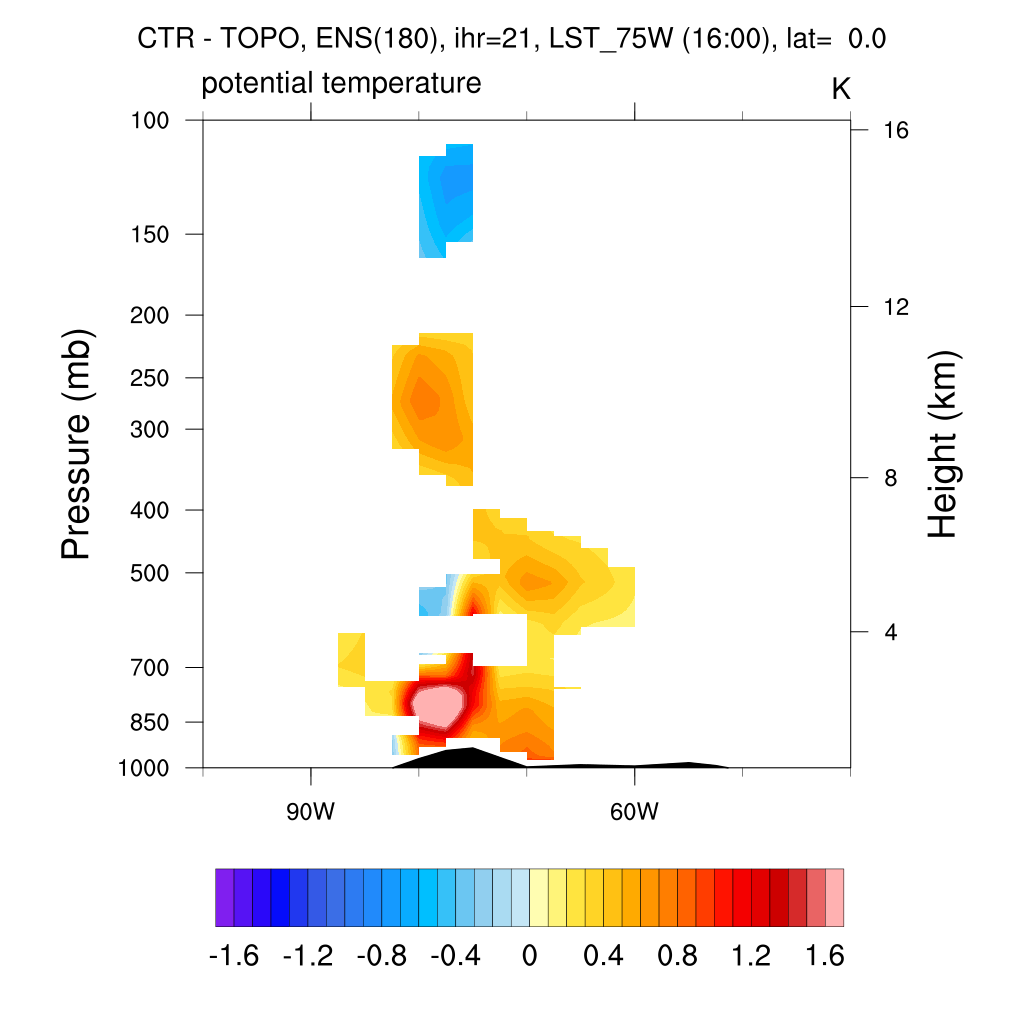 CTR - TOPO, ENS(180), ihr=21, LST_75W (16:00), lat=  0.0
potential temperature K
100
150
200
250
300
400
500
700
850
1000
Pressure (mb)
16
12
8
4
Height (km)
90W 60W
-1.6 -1.2 -0.8 -0.4 0 0.4 0.8 1.2 1.6